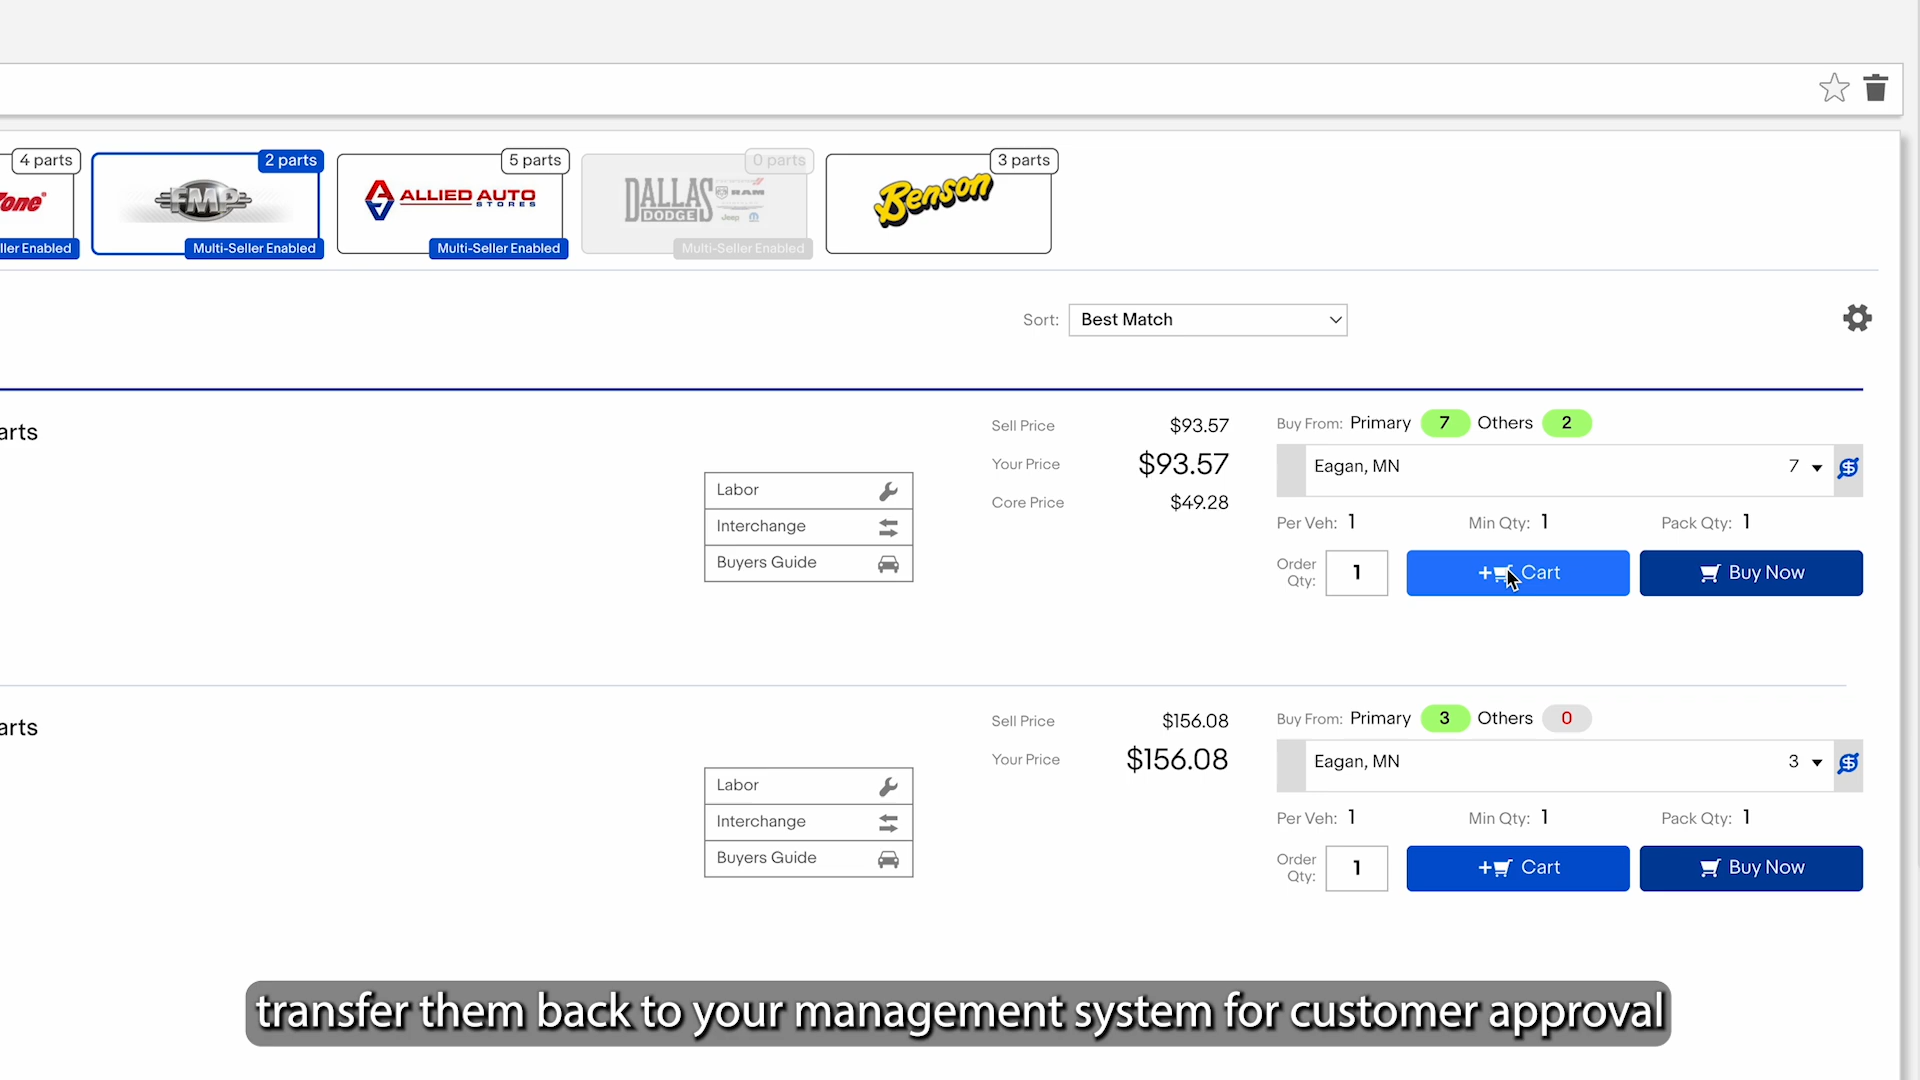 4 parts
2 parts
5 parts
0 parts
3 parts
Zone
FMP
ALLIED AUTO
STORES
DALLAS
DODGE
RAM
Jeep
Benson
ller Enabled
Multi-Seller Enabled
Multi-Seller Enabled
Multi-Seller Enabled
Sort: Best Match
arts
Sell Price $93.57
Your Price $93.57
Core Price $49.28
Labor
Interchange
Buyers Guide
Buy From: Primary 7 Others 2
Eagan, MN 7
Per Veh: 1 Min Qty: 1 Pack Qty: 1
Order
Qty: 1 + Cart Buy Now
arts
Sell Price $156.08
Your Price $156.08
Labor
Interchange
Buyers Guide
Buy From: Primary 3 Others 0
Eagan, MN 3
Per Veh: 1 Min Qty: 1 Pack Qty: 1
Order
Qty: 1 + Cart Buy Now
transfer them back to your management system for customer approval